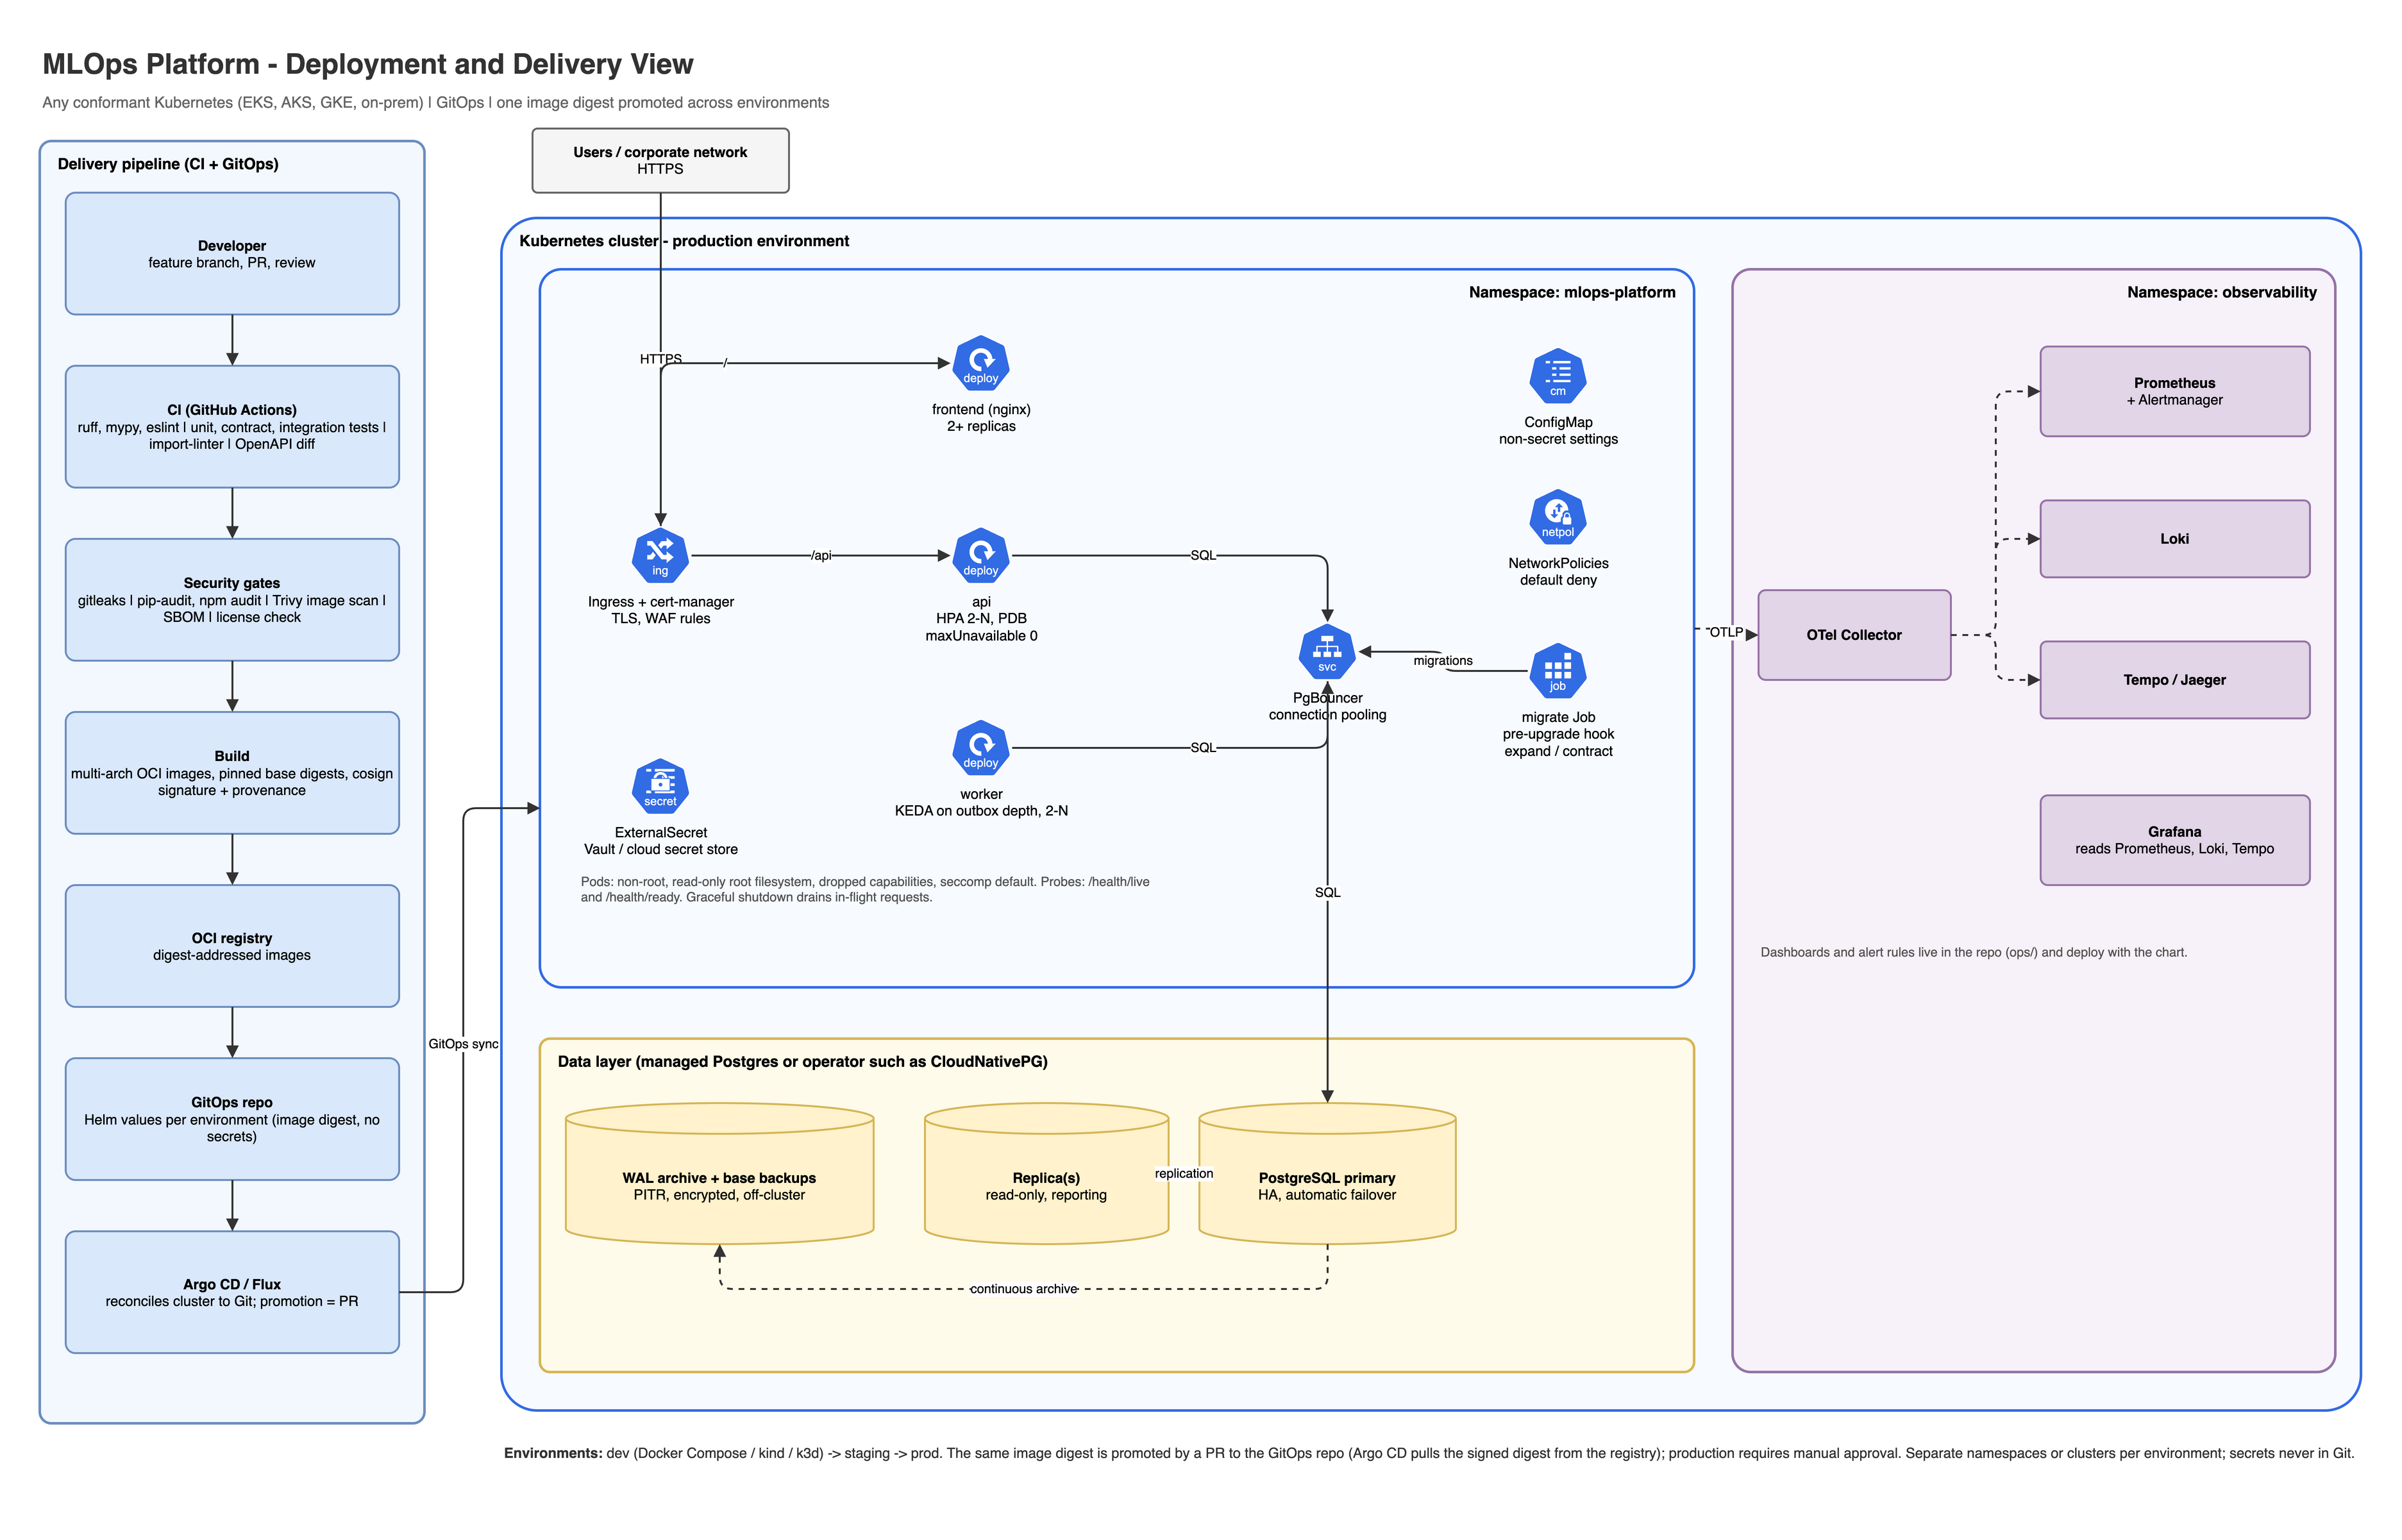 MLOps Platform - Deployment and Delivery View
Any conformant Kubernetes (EKS, AKS, GKE, on-prem) | GitOps | one image digest promoted across environments
Delivery pipeline (CI + GitOps)
Developer
feature branch, PR, review
CI (GitHub Actions)
ruff, mypy, eslint | unit, contract, integration tests |
import-linter | OpenAPI diff
Security gates
gitleaks | pip-audit, npm audit | Trivy image scan |
SBOM | license check
Build
multi-arch OCI images, pinned base digests, cosign
signature + provenance
OCI registry
digest-addressed images
GitOps repo
Helm values per environment (image digest, no
secrets)
Argo CD / Flux
reconciles cluster to Git; promotion = PR
GitOps sync
Users / corporate network
HTTPS
Kubernetes cluster - production environment
Namespace: mlops-platform
HTTPS
/
deploy
frontend (nginx)
2+ replicas
cm
ConfigMap
non-secret settings
ing
Ingress + cert-manager
TLS, WAF rules
/api
deploy
api
HPA 2-N, PDB
maxUnavailable 0
SQL
netpol
NetworkPolicies
default deny
svc
PgBouncer
connection pooling
migrations
job
migrate Job
pre-upgrade hook
expand / contract
secret
ExternalSecret
Vault / cloud secret store
deploy
worker
KEDA on outbox depth, 2-N
SQL
Pods: non-root, read-only root filesystem, dropped capabilities, seccomp default. Probes: /health/live
and /health/ready. Graceful shutdown drains in-flight requests.
SQL
Data layer (managed Postgres or operator such as CloudNativePG)
WAL archive + base backups
PITR, encrypted, off-cluster
Replica(s)
read-only, reporting
replication
PostgreSQL primary
HA, automatic failover
continuous archive
OTLP
Namespace: observability
OTel Collector
Prometheus
+ Alertmanager
Loki
Tempo / Jaeger
Grafana
reads Prometheus, Loki, Tempo
Dashboards and alert rules live in the repo (ops/) and deploy with the chart.
Environments: dev (Docker Compose / kind / k3d) -> staging -> prod. The same image digest is promoted by a PR to the GitOps repo (Argo CD pulls the signed digest from the registry); production requires manual approval. Separate namespaces or clusters per environment; secrets never in Git.